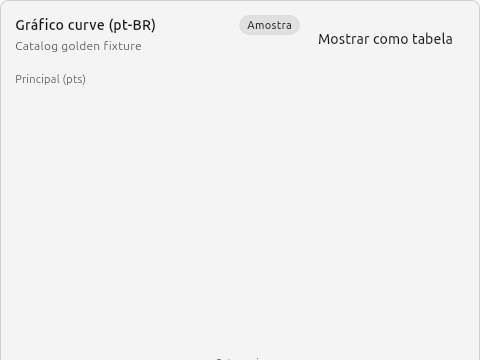 Gráfico curve (pt-BR)
Amostra
Catalog golden fixture
Mostrar como tabela
Principal (pts)